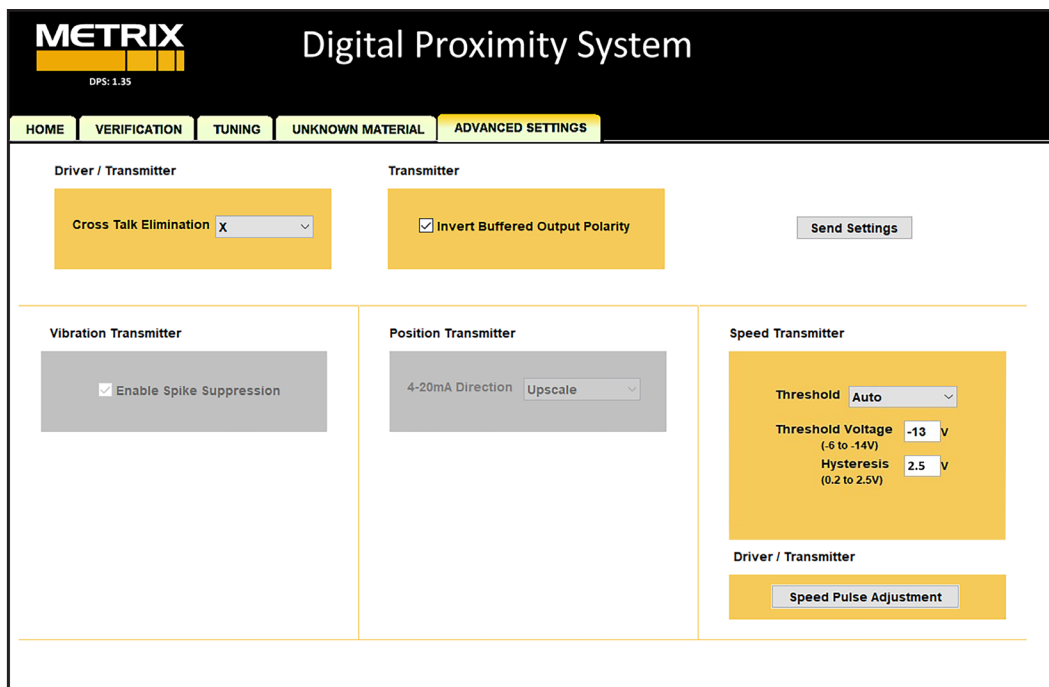 METRIX
DPS: 1.35
Digital Proximity System
HOME VERIFICATION TUNING UNKNOWN MATERIAL ADVANCED SETTINGS
Driver / Transmitter
Cross Talk Elimination X
Transmitter
Invert Buffered Output Polarity
Send Settings
Vibration Transmitter
Enable Spike Suppression
Position Transmitter
4-20mA Direction Upscale
Speed Transmitter
Threshold Auto
Threshold Voltage -13 V
(-6 to -14V)
Hysteresis 2.5 V
(0.2 to 2.5V)
Driver / Transmitter
Speed Pulse Adjustment